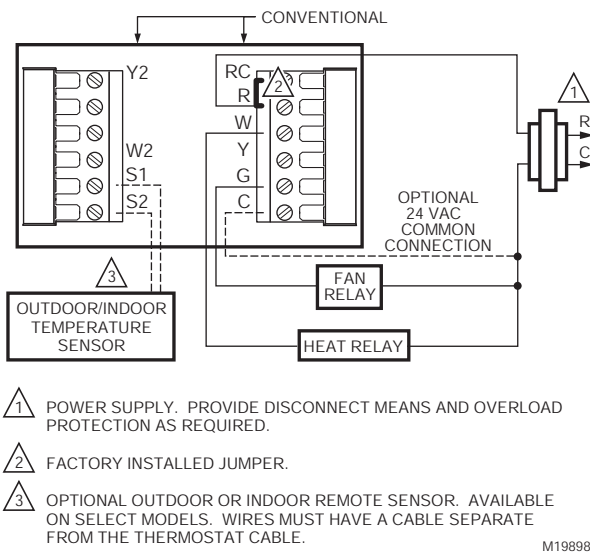 CONVENTIONAL
Y2
W2
S1
S2
RC
R
W
Y
G
C
2
1
R
C
OPTIONAL
24 VAC
COMMON
CONNECTION
3
FAN
RELAY
OUTDOOR/INDOOR
TEMPERATURE
SENSOR
HEAT RELAY
1 POWER SUPPLY. PROVIDE DISCONNECT MEANS AND OVERLOAD
PROTECTION AS REQUIRED.
2 FACTORY INSTALLED JUMPER.
3 OPTIONAL OUTDOOR OR INDOOR REMOTE SENSOR. AVAILABLE
ON SELECT MODELS. WIRES MUST HAVE A CABLE SEPARATE
FROM THE THERMOSTAT CABLE.
M19898